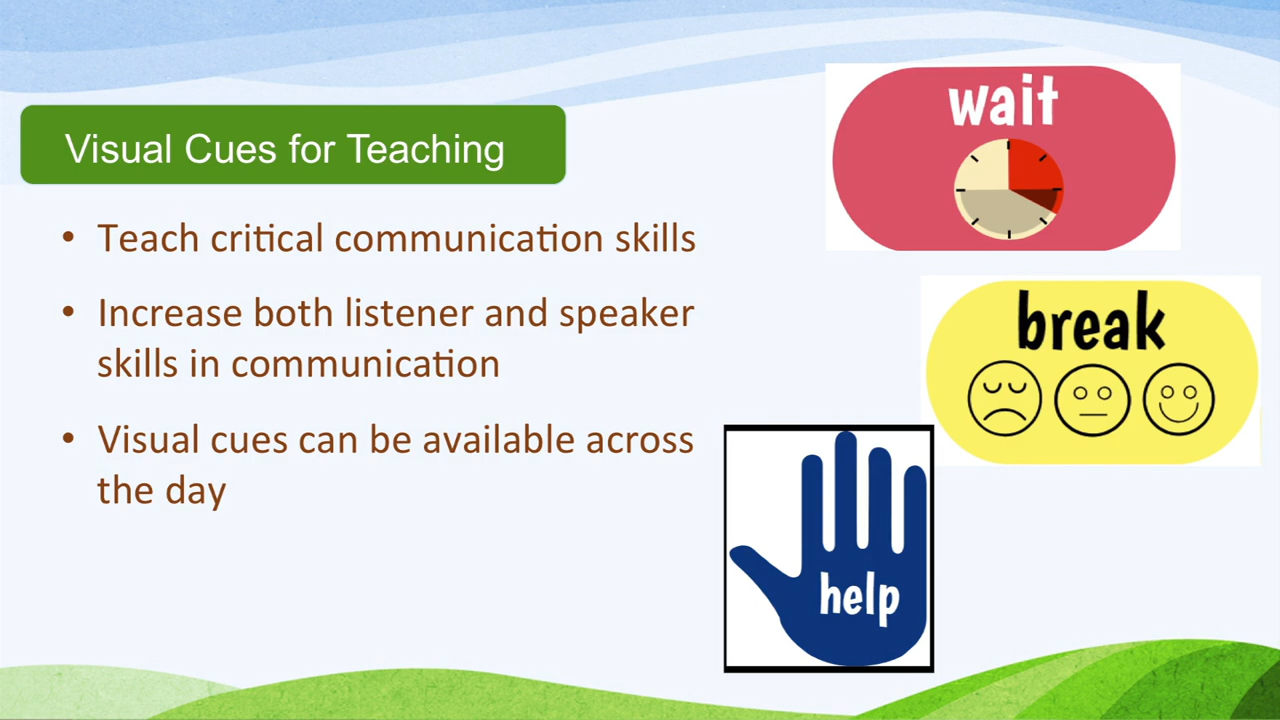 Visual Cues for Teaching
• Teach critical communication skills
• Increase both listener and speaker
skills in communication
• Visual cues can be available across
the day
wait
break
help